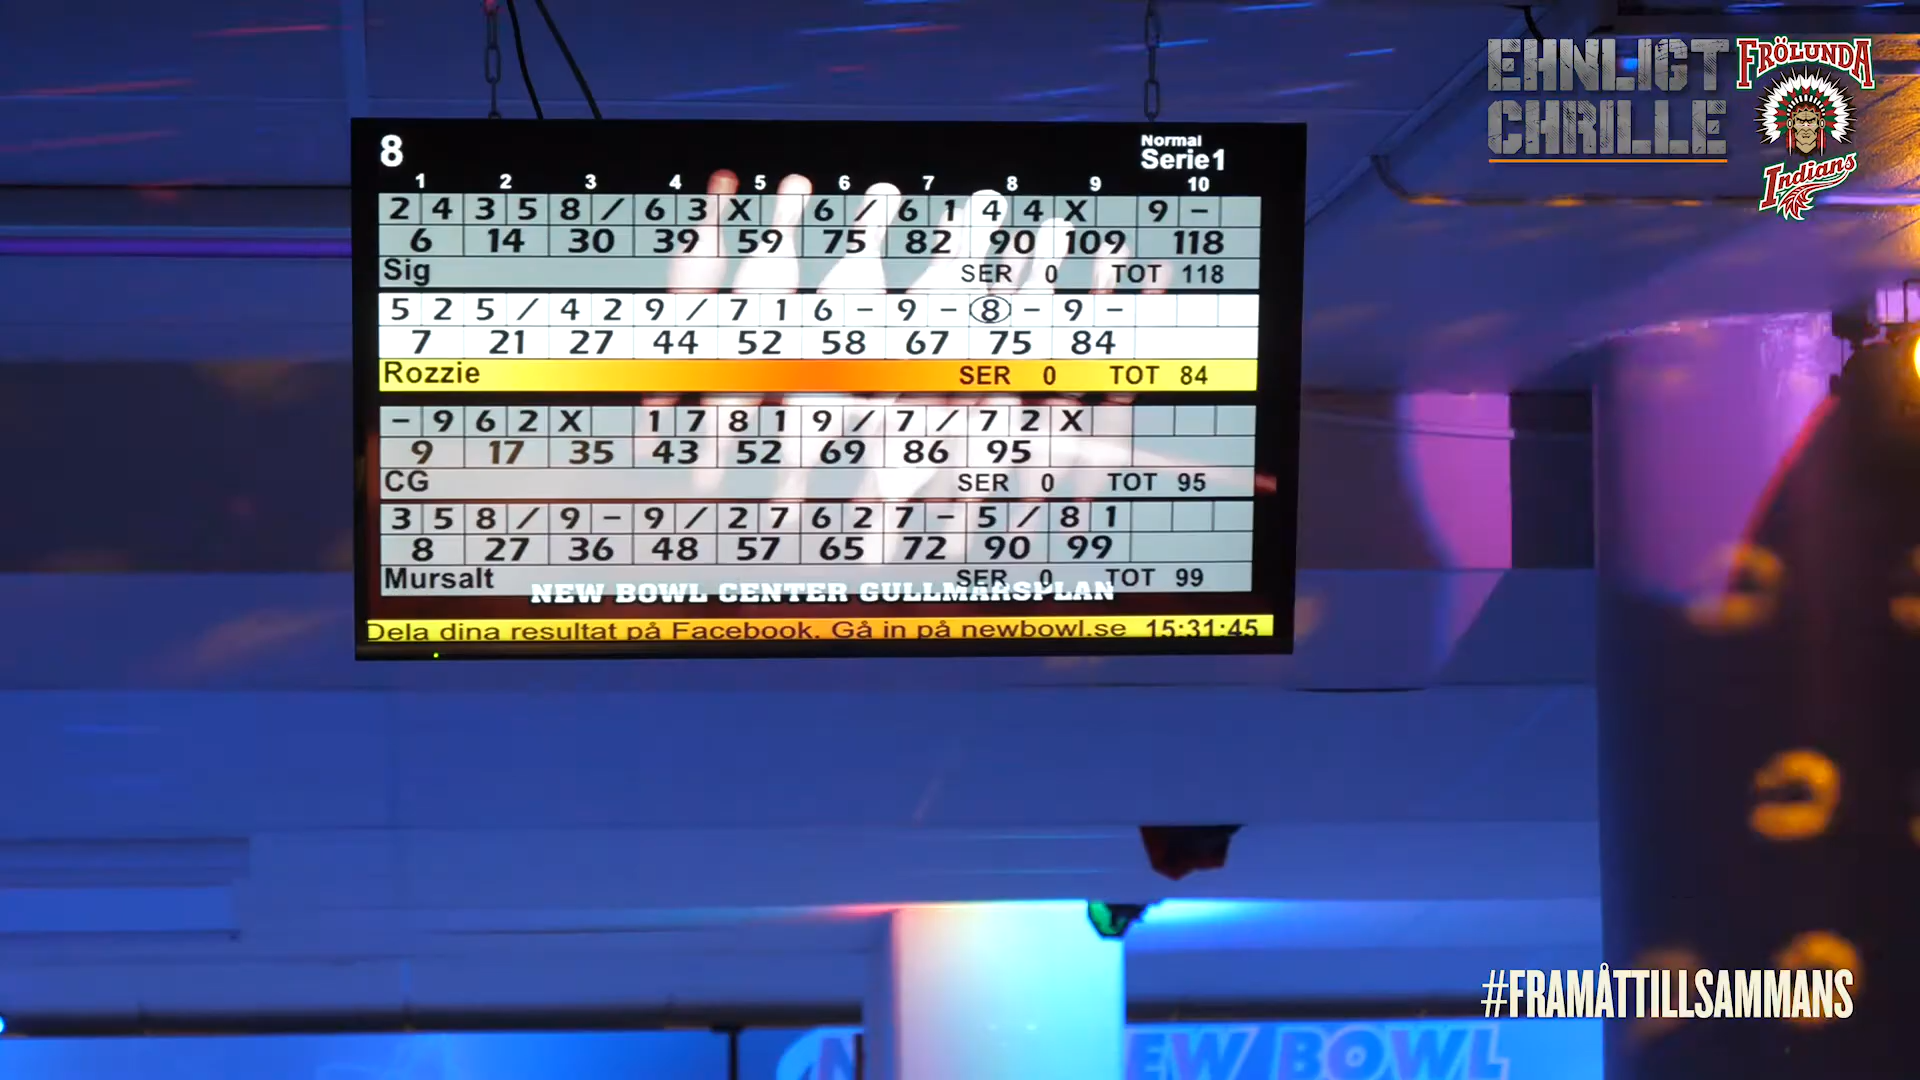 EHNLIGT
CHRILLE
FRÖLUNDA
Indians
8
Normal
Serie1
1 2 3 4 5 6 7 8 9 10
2 4 3 5 8 / 6 3 X 6 / 6 1 4 4 X 9 -
6 14 30 39 59 75 82 90 109 118
Sig SER 0 TOT 118
5 2 5 / 4 2 9 / 7 1 6 - 9 - 8 - 9 -
7 21 27 44 52 58 67 75 84
Rozzie SER 0 TOT 84
- 9 6 2 X 1 7 8 1 9 / 7 / 7 2 X
9 17 35 43 52 69 86 95
CG SER 0 TOT 95
3 5 8 / 9 - 9 / 2 7 6 2 7 - 5 / 8 1
8 27 36 48 57 65 72 90 99
Mursalt SER 0 TOT 99
NEW BOWL CENTER GULLMARSPLAN
Dela dina resultat på Facebook. Gå in på newbowl.se 15:31:45
#FRAMÅTTILLSAMMANS
EW BOWL